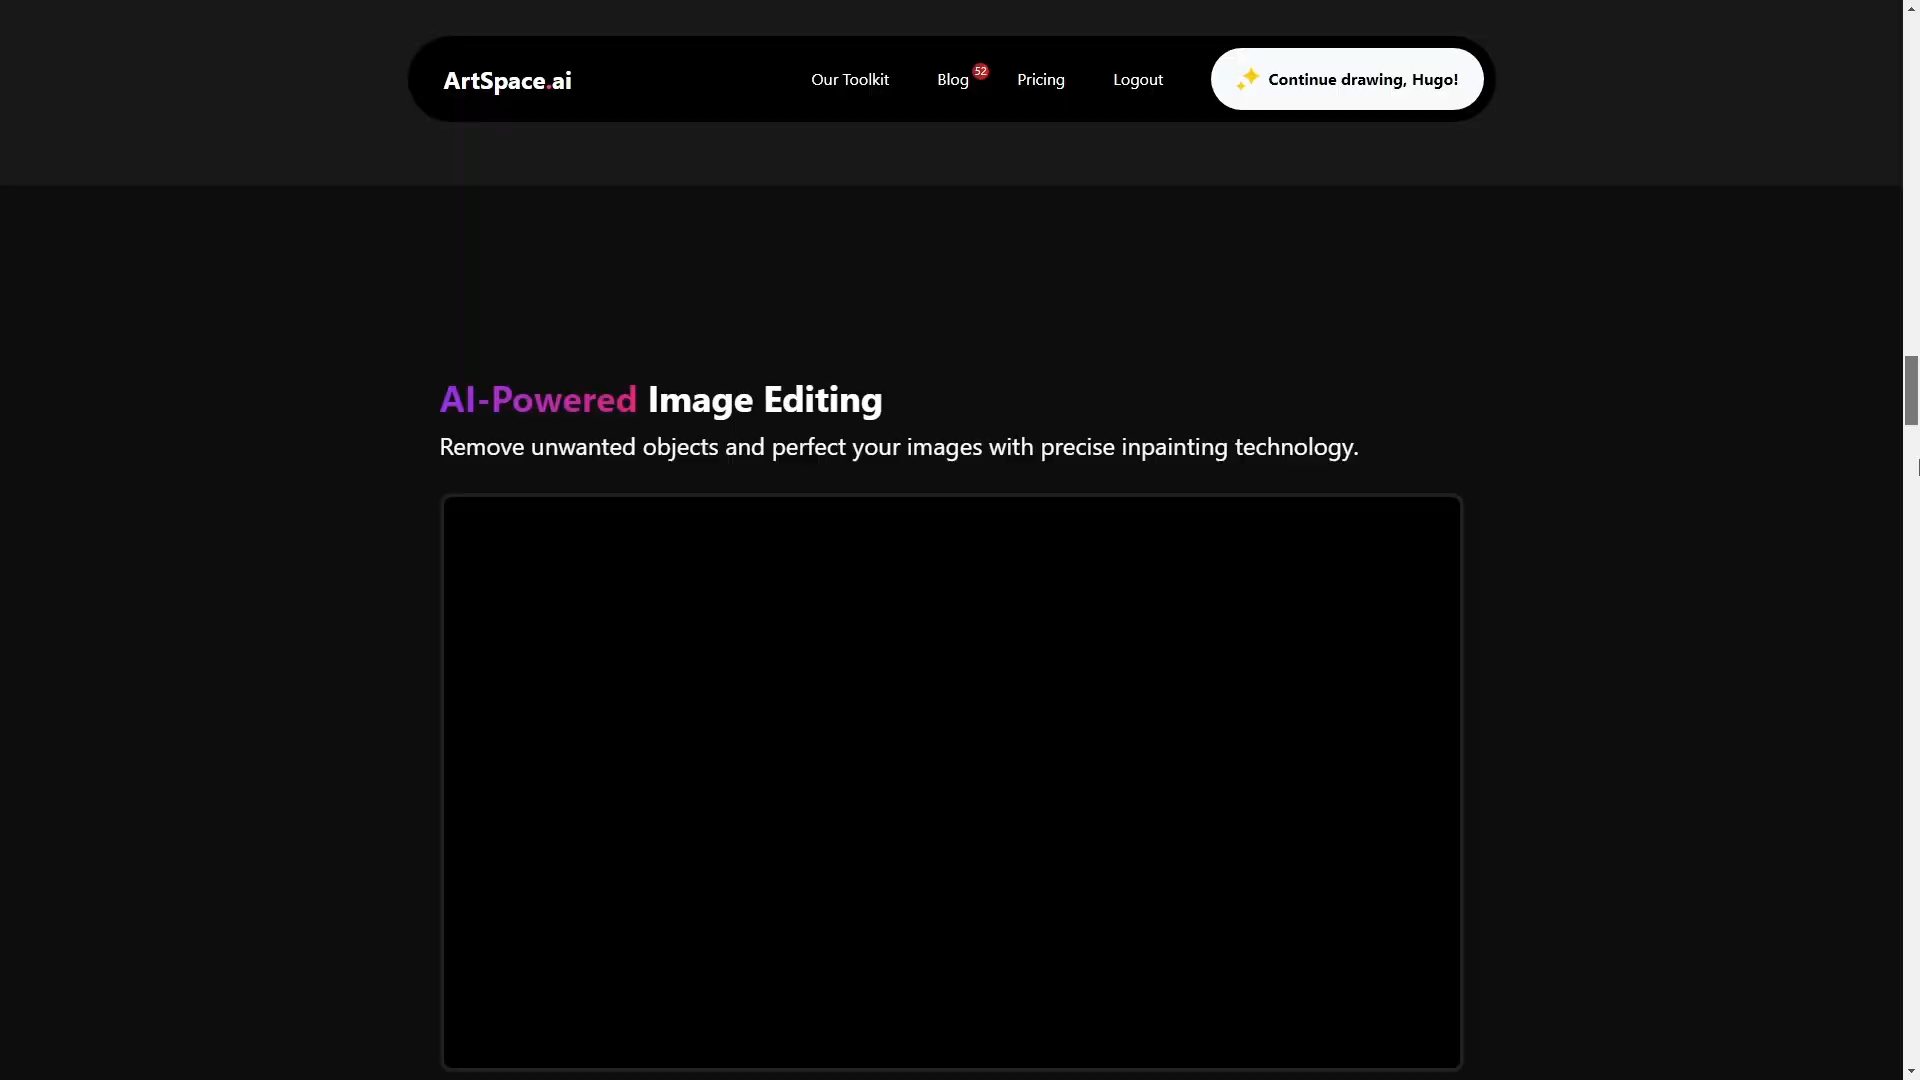 ArtSpace.ai
Our Toolkit
Blog 52
Pricing
Logout
Continue drawing, Hugo!
AI-Powered Image Editing
Remove unwanted objects and perfect your images with precise inpainting technology.